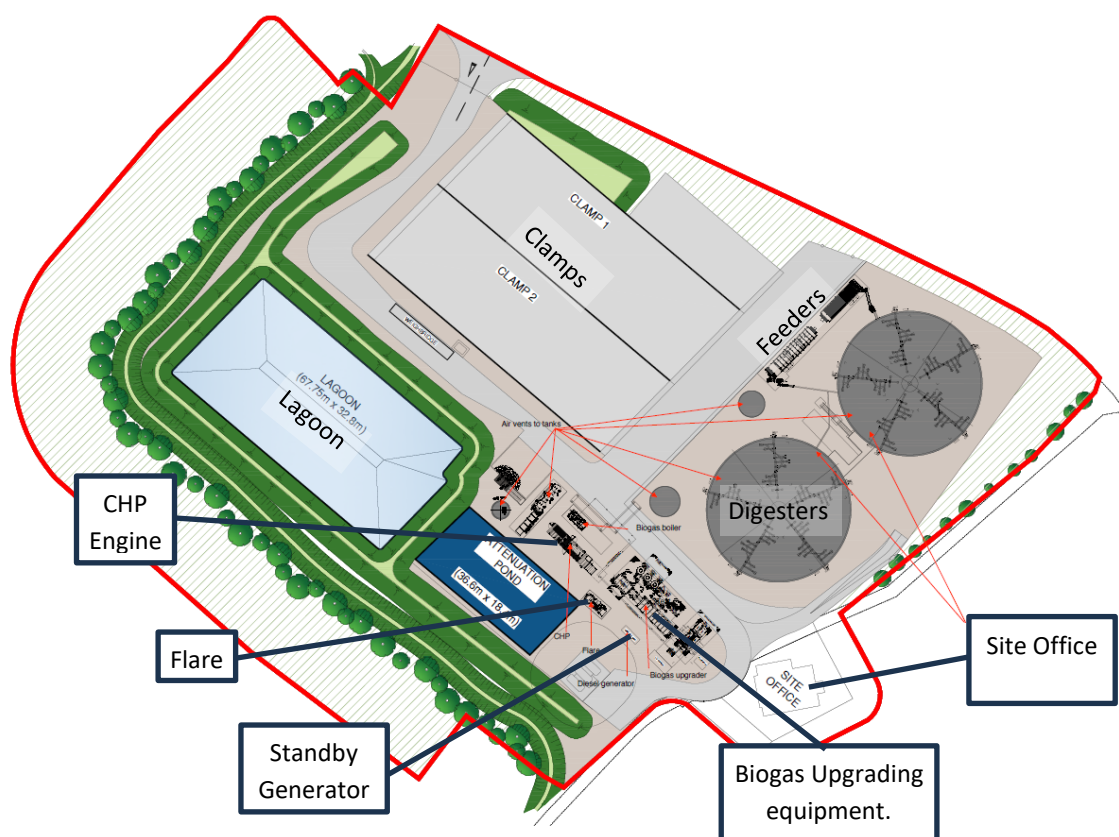 CLAMP 1
Clamps
CLAMP 2
Feeders
WEIGHBRIDGE
LAGOON
(67.75m x 32.8m)
Lagoon
Air vents to tanks
CHP
Engine
Digesters
Biogas boiler
ATTENUATION
POND
(36.6m x 18.
m)
CHP
Flare
Diesel generator
Biogas upgrader
SITE
OFFICE
Site Office
Flare
Standby
Generator
Biogas Upgrading
equipment.